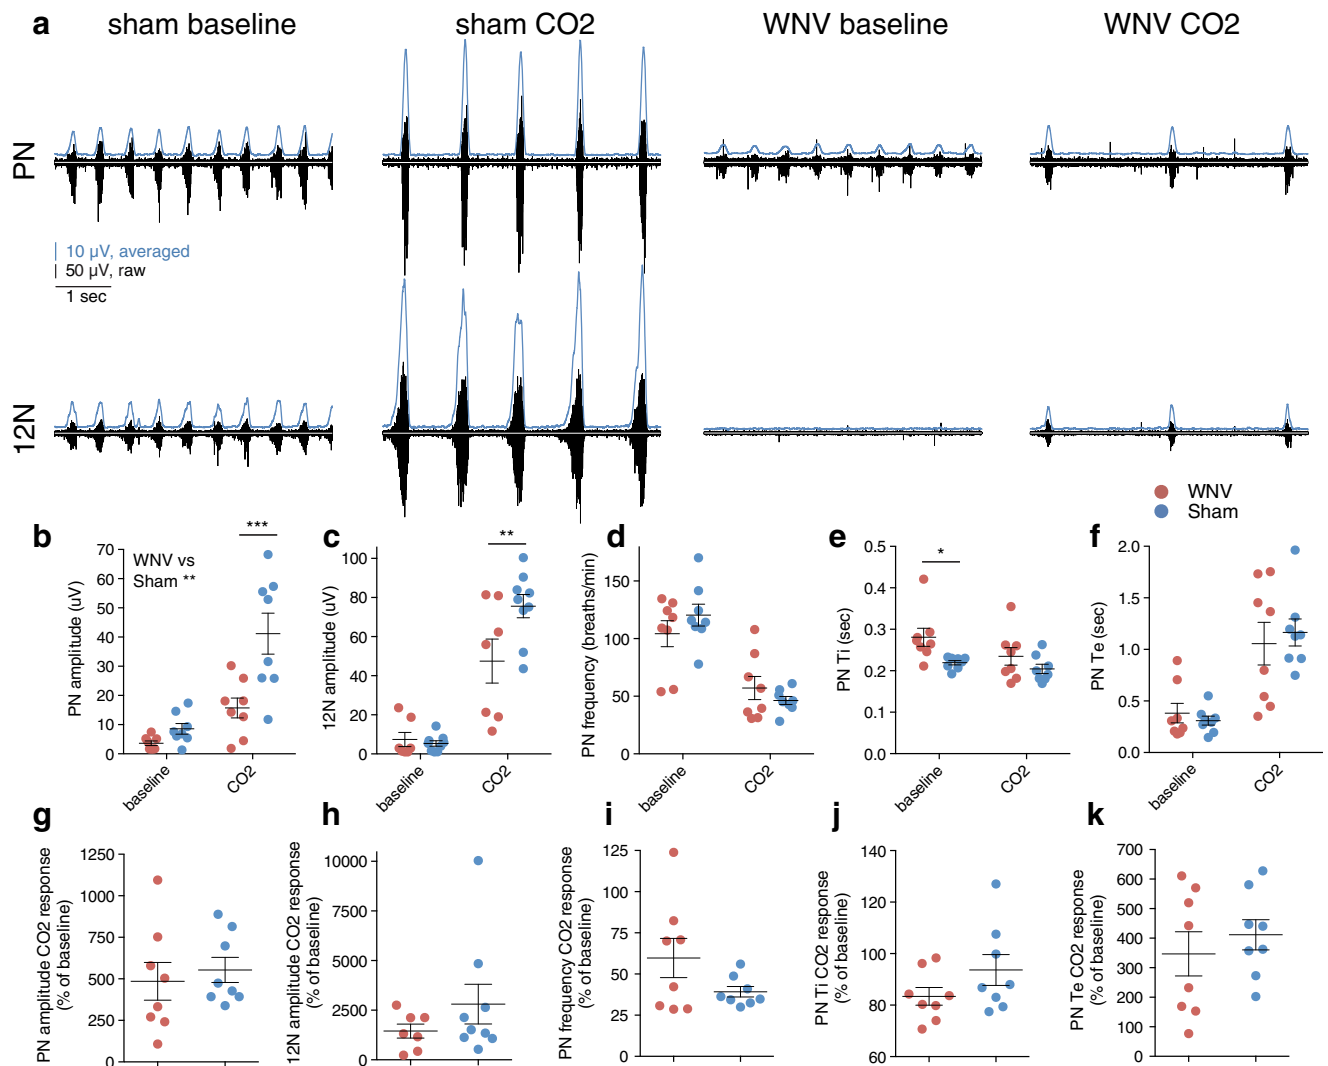 a
sham baseline
sham CO2
WNV baseline
WNV CO2
PN
10 µV, averaged
50 µV, raw
1 sec
12N
WNV
Sham
b
PN amplitude (uV)
70
60
50
40
30
20
10
0
WNV vs
Sham **
***
baseline
CO2
c
12N amplitude (uV)
100
80
60
40
20
0
**
baseline
CO2
d
PN frequency (breaths/min)
150
100
50
0
baseline
CO2
e
PN Ti (sec)
0.5
0.4
0.3
0.2
0.1
0.0
*
baseline
CO2
f
PN Te (sec)
2.0
1.5
1.0
0.5
0.0
baseline
CO2
g
PN amplitude CO2 response
(% of baseline)
1250
1000
750
500
250
0
h
12N amplitude CO2 response
(% of baseline)
10000
7500
5000
2500
0
i
PN frequency CO2 response
(% of baseline)
125
100
75
50
25
0
j
PN Ti CO2 response
(% of baseline)
140
120
100
80
60
k
PN Te CO2 response
(% of baseline)
700
600
500
400
300
200
100
0